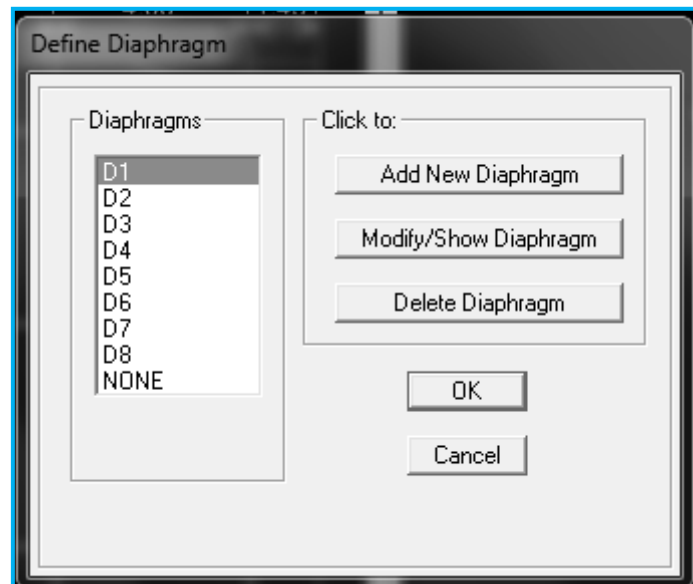 Define Diaphragm
Diaphragms
D1
D2
D3
D4
D5
D6
D7
D8
NONE
Click to:
Add New Diaphragm
Modify/Show Diaphragm
Delete Diaphragm
OK
Cancel